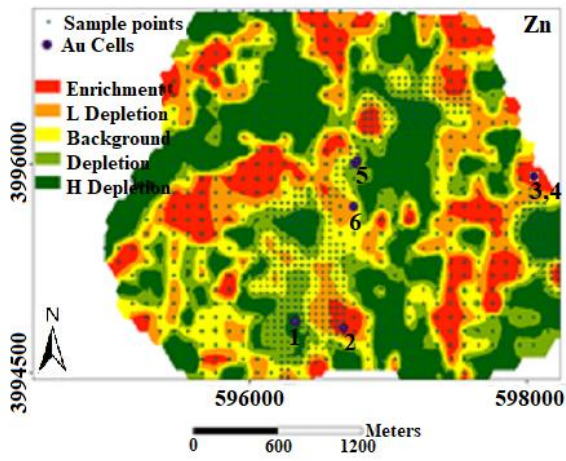 Zn
Sample points
Au Cells
Enrichment
L Depletion
Background
Depletion
H Depletion
3996000
3994500
5
3,4
6
1
2
N
596000
598000
Meters
0
600
1200